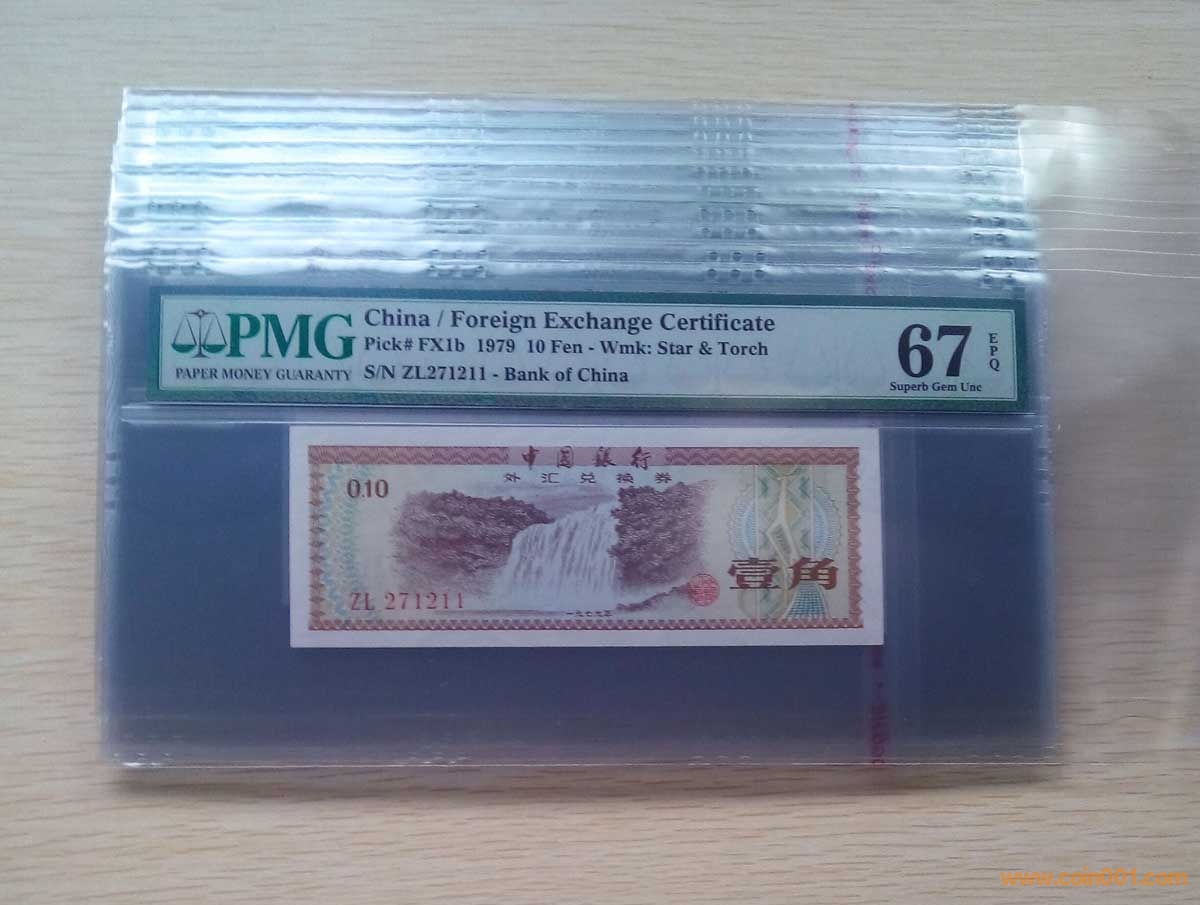 PMG
PAPER MONEY GUARANTY
China / Foreign Exchange Certificate
Pick# FX1b 1979 10 Fen - Wmk: Star & Torch
S/N ZL271211 - Bank of China
67
EPQ
Superb Gem Unc
中国银行
外汇兑换券
0.10
壹角
ZL 271211
一九七九年
www.coin001.com